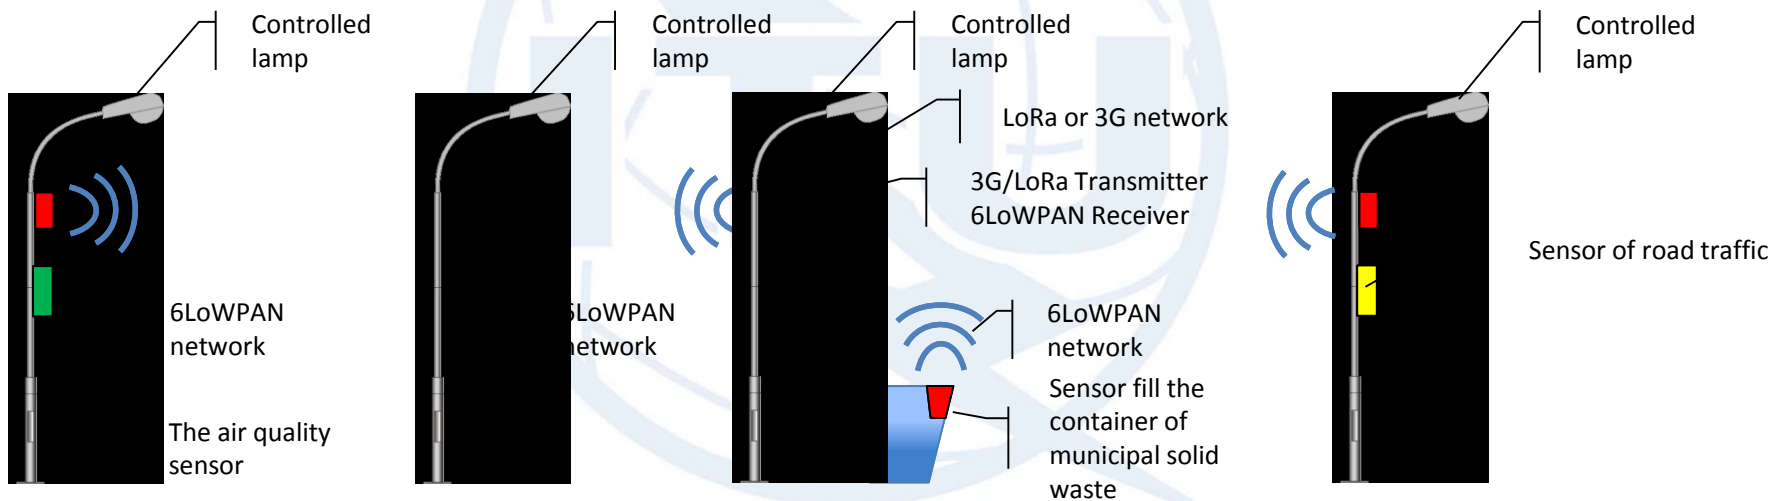 Controlled
lamp
Controlled
lamp
Controlled
lamp
Controlled
lamp
LoRa or 3G network
3G/LoRa Transmitter
6LoWPAN Receiver
Sensor of road traffic
6LoWPAN
network
6LoWPAN
network
6LoWPAN
network
The air quality
sensor
Sensor fill the
container of
municipal solid
waste
ITU